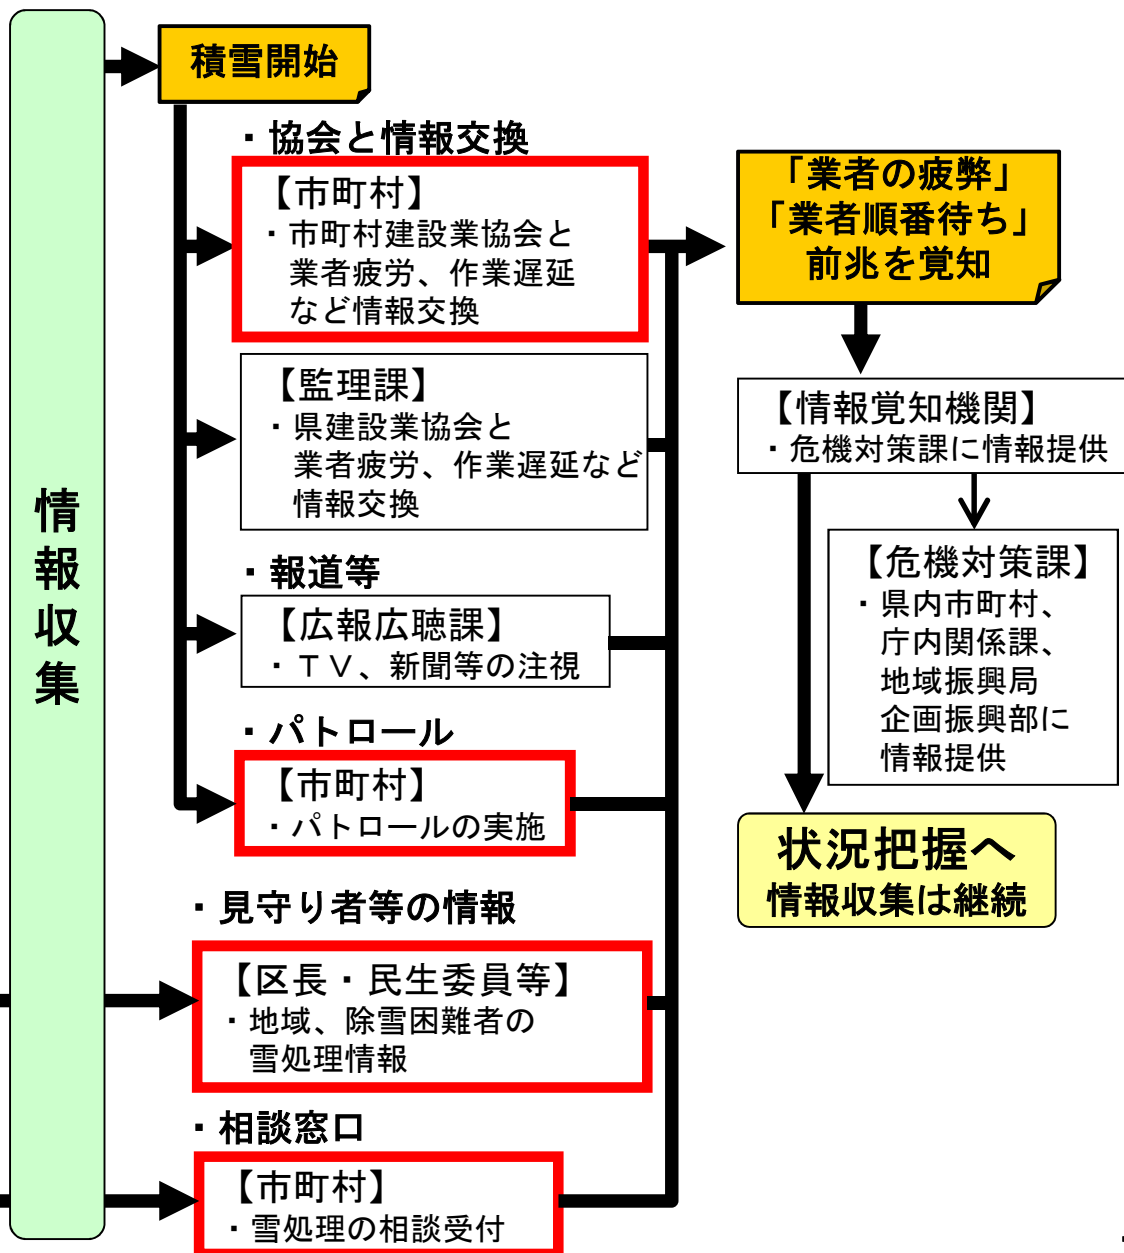 情報収集
積雪開始
・協会と情報交換
【市町村】
・市町村建設業協会と
業者疲労、作業遅延
など情報交換
【監理課】
・県建設業協会と
業者疲労、作業遅延など
情報交換
・報道等
【広報広聴課】
・ＴＶ、新聞等の注視
・パトロール
【市町村】
・パトロールの実施
・見守り者等の情報
【区長・民生委員等】
・地域、除雪困難者の
雪処理情報
・相談窓口
【市町村】
・雪処理の相談受付
「業者の疲弊」
「業者順番待ち」
前兆を覚知
【情報覚知機関】
・危機対策課に情報提供
【危機対策課】
・県内市町村、
庁内関係課、
地域振興局
企画振興部に
情報提供
状況把握へ
情報収集は継続